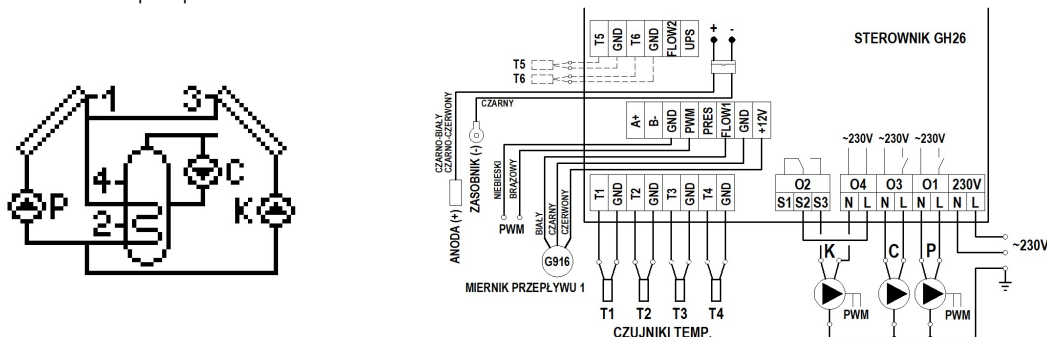 1 3
4
C
P
2
K
STEROWNIK GH26
+ -
T5 GND T6 GND FLOW2 UPS
T5
T6
CZARNO-BIAŁY
CZARNO-CZERWONY
CZARNY
ANODA (+)
ZASOBNIK (-)
A+ B- GND PWM PRES FLOW1 GND +12V
NIEBIESKI
BRĄZOWY
PWM
BIAŁY
CZARNY
CZERWONY
G916
MIERNIK PRZEPŁYWU 1
T1 GND T2 GND T3 GND T4 GND
T1 T2 T3 T4
CZUJNIKI TEMP.
~230V ~230V ~230V
O2 O4 O3 O1 230V
S1 S2 S3 N L N L N L N L
K C P
~230V
PWM PWM